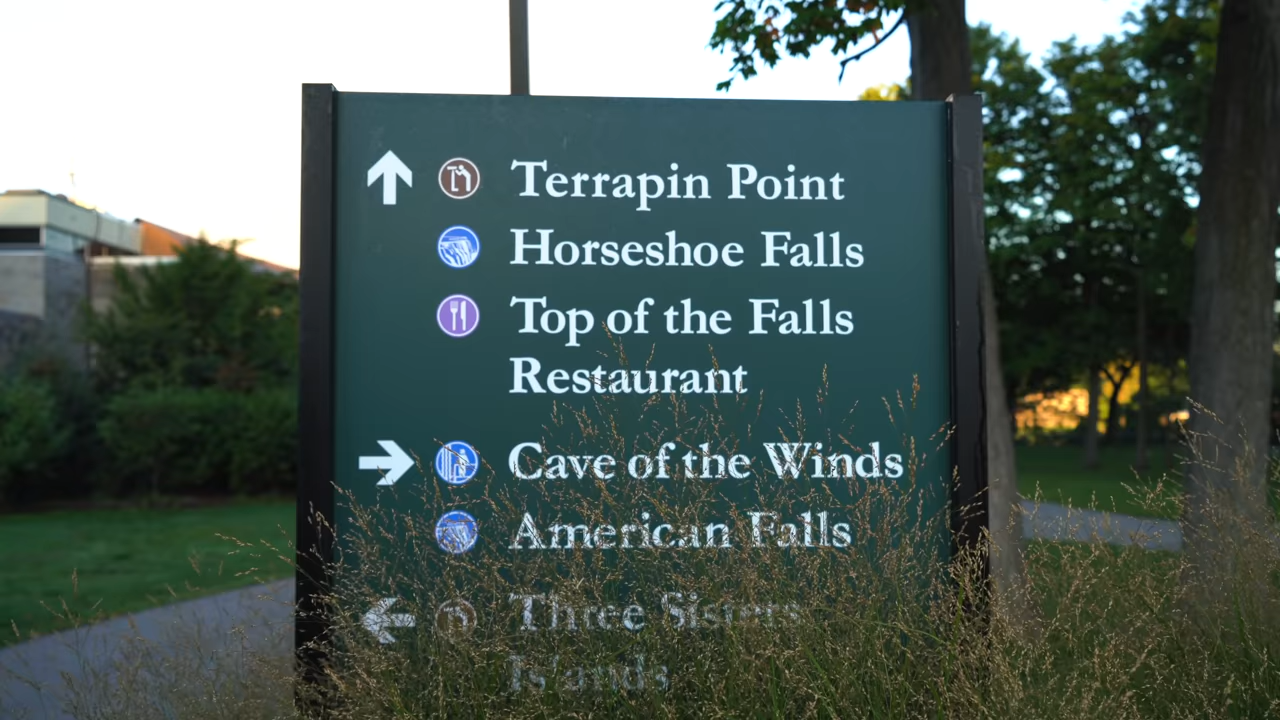 Terrapin Point
Horseshoe Falls
Top of the Falls
Restaurant
Cave of the Winds
American Falls
Three Sisters
Islands